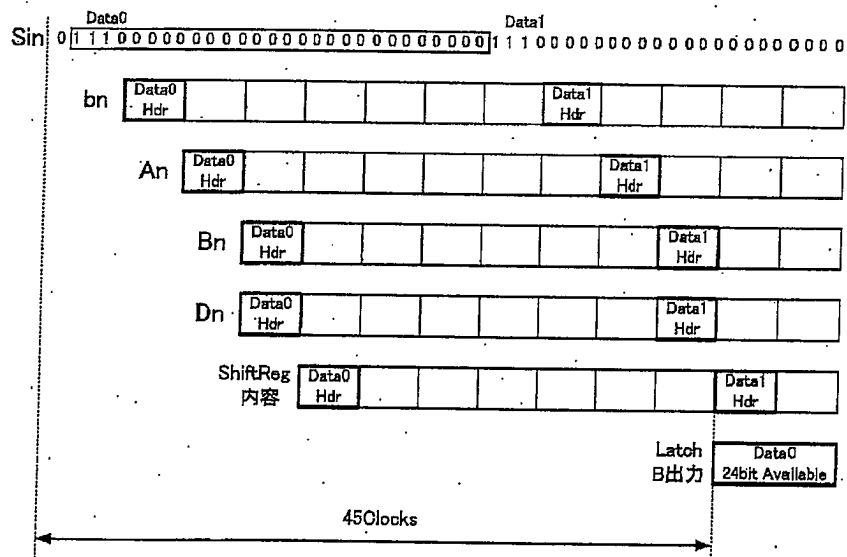 Data0 Data1
Sin 0 1 1 1 0 0 0 0 0 0 0 0 0 0 0 0 0 0 0 0 0 0 0 0 0 0 0 0 0 1 1 1 0 0 0 0 0 0 0 0 0 0 0 0 0 0 0 0 0 0 0 0 0
bn Data0 Data1
Hdr Hdr
An Data0 Data1
Hdr Hdr
Bn Data0 Data1
Hdr Hdr
Dn Data0 Data1
Hdr Hdr
ShiftReg Data0 Data1
内容 Hdr Hdr
Latch Data0
B出力 24bit Available
45Clocks